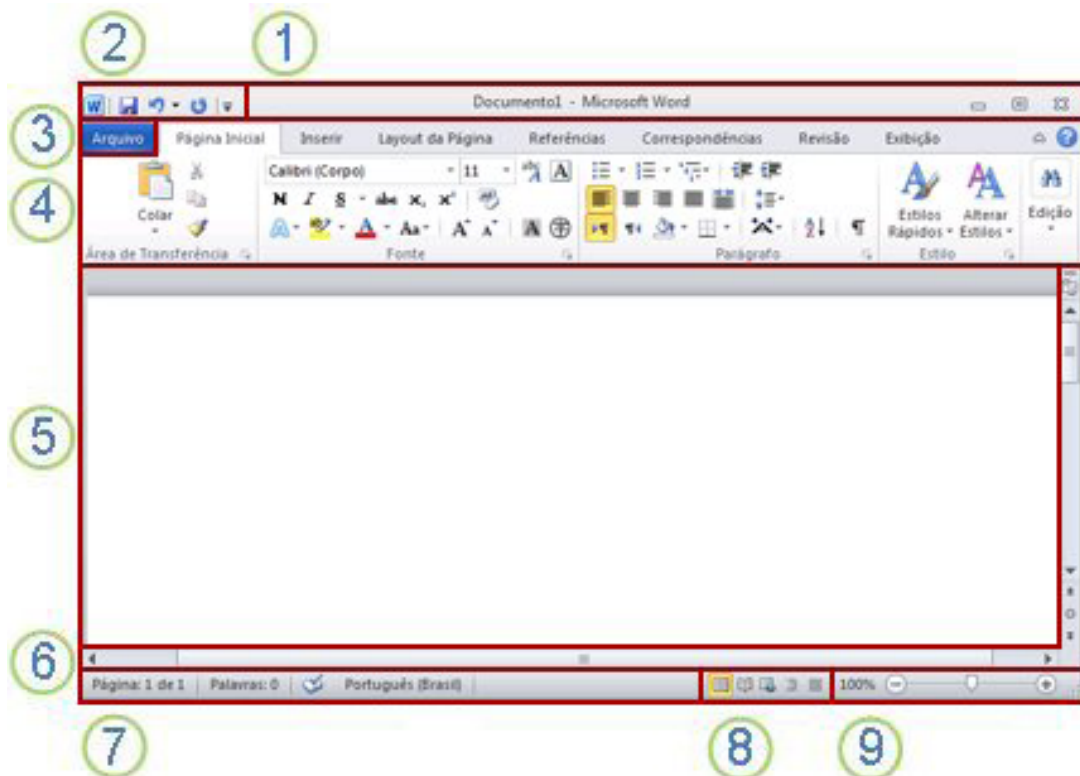 2 1
W Documento1 - Microsoft Word
3
Arquivo Página Inicial Inserir Layout da Página Referências Correspondências Revisão Exibição ?
4
Calibri (Corpo) 11 A
N I S abc x, x²
Colar
Aa A A A
Estilos Rápidos
Alterar Estilos
Edição
Área de Transferência Fonte Parágrafo Estilo
5
6
Página: 1 de 1 Palavras: 0 Português (Brasil) 100%
7 8 9